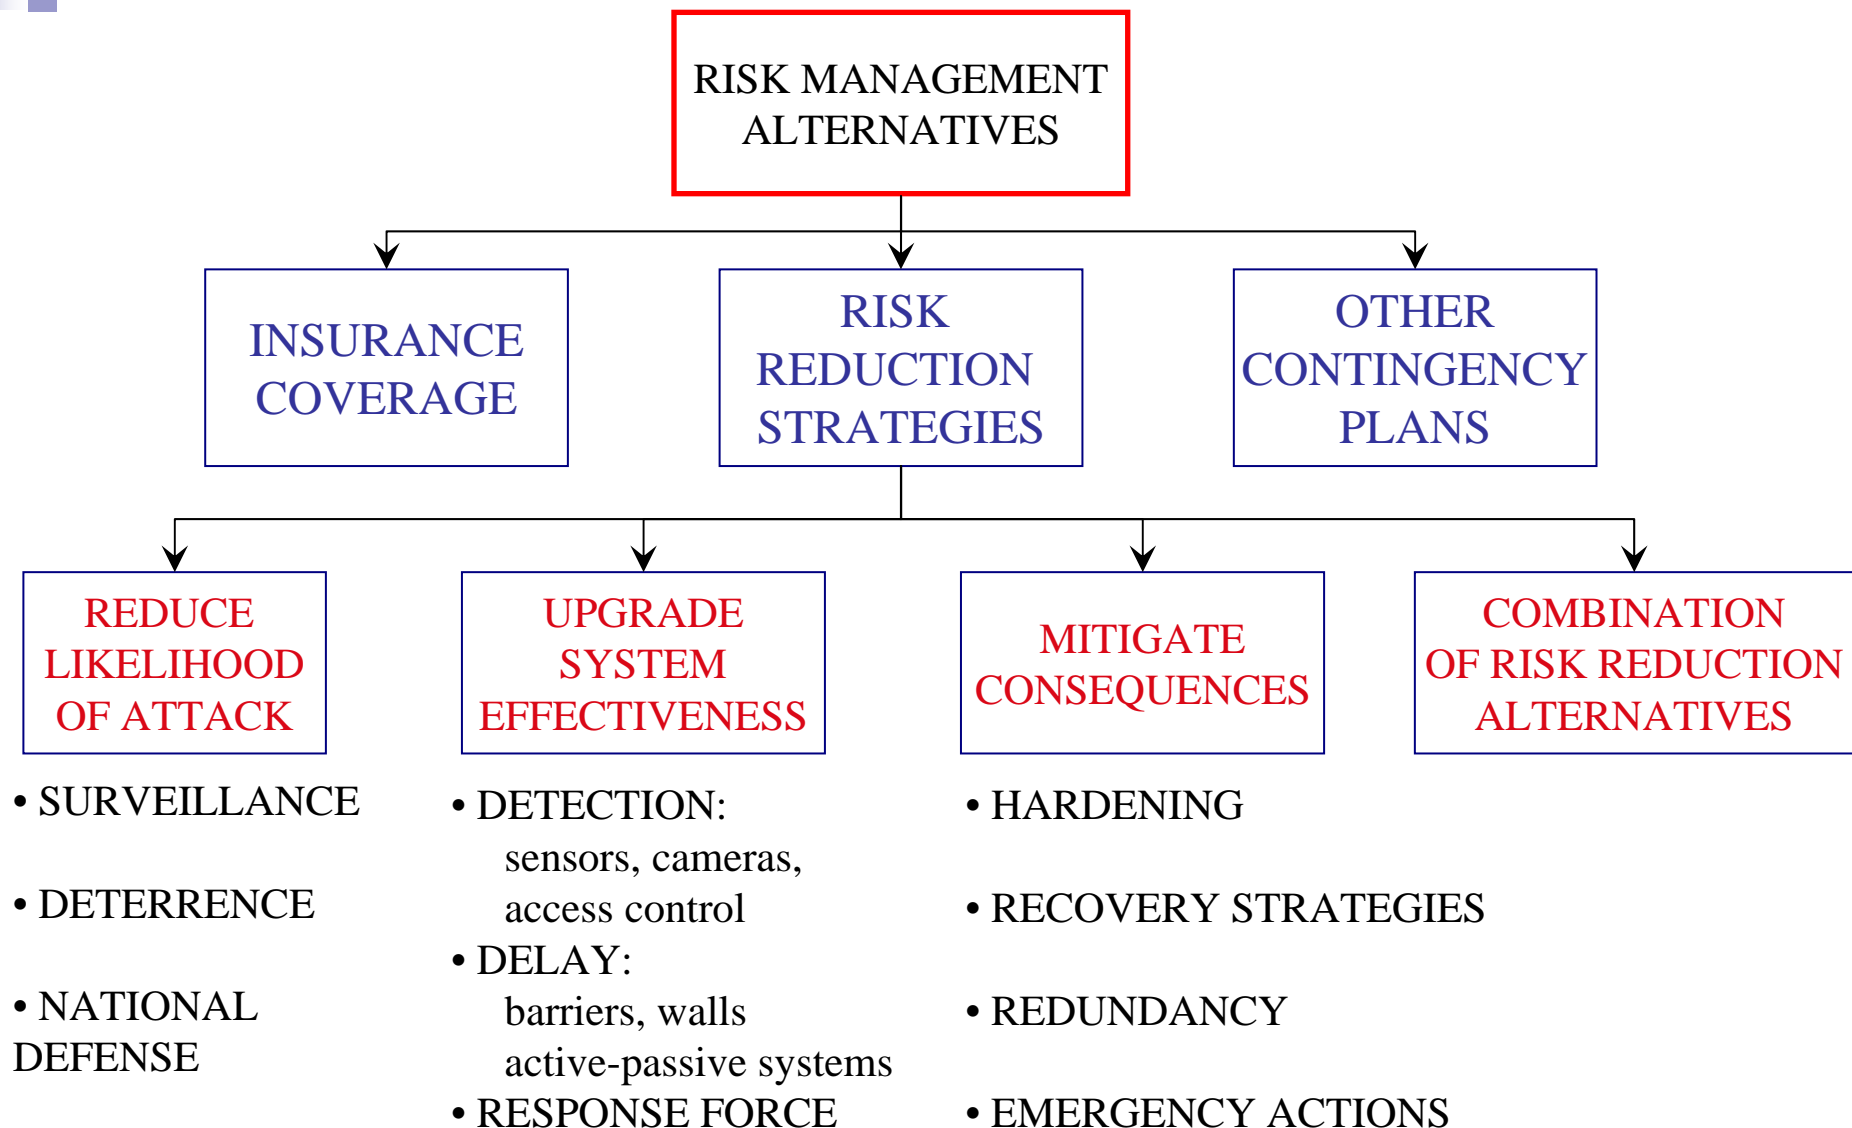 RISK MANAGEMENT
ALTERNATIVES
INSURANCE
COVERAGE
RISK
REDUCTION
STRATEGIES
OTHER
CONTINGENCY
PLANS
REDUCE
LIKELIHOOD
OF ATTACK
UPGRADE
SYSTEM
EFFECTIVENESS
MITIGATE
CONSEQUENCES
COMBINATION
OF RISK REDUCTION
ALTERNATIVES
• SURVEILLANCE
• DETERRENCE
• NATIONAL
DEFENSE
• DETECTION:
sensors, cameras,
access control
• DELAY:
barriers, walls
active-passive systems
• RESPONSE FORCE
• HARDENING
• RECOVERY STRATEGIES
• REDUNDANCY
• EMERGENCY ACTIONS